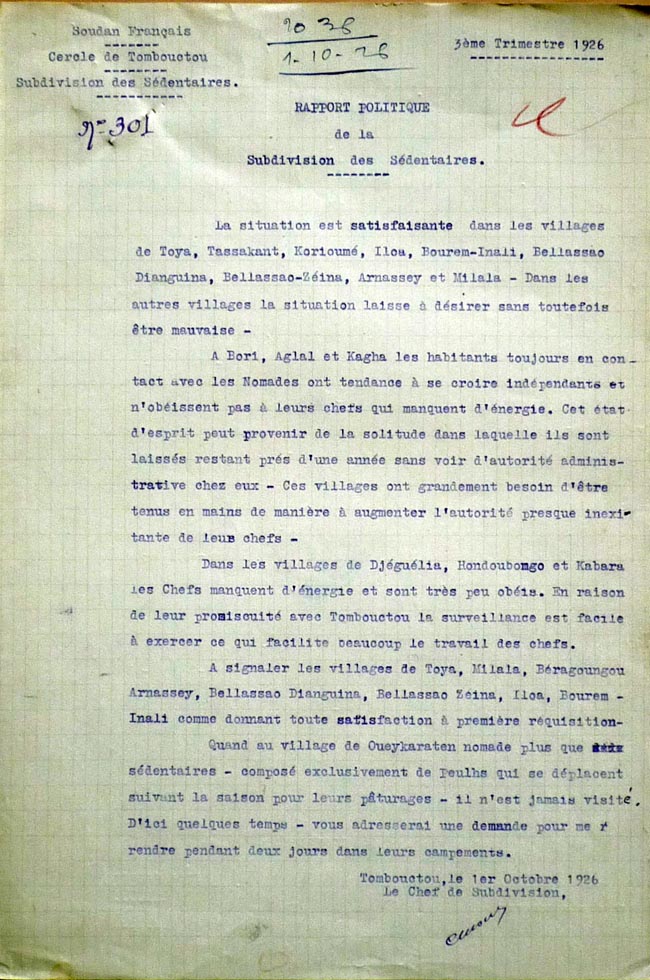 Soudan Français
Cercle de Tombouctou
Subdivision des Sédentaires.
N° 301
2036
1-10-26
3ème Trimestre 1926
RAPPORT POLITIQUE
de la
Subdivision des Sédentaires.
La situation est satisfaisante dans les villages
de Toya, Tassakant, Korioumé, Iloa, Bourem-Inali, Bellassao
Dianguina, Bellassao-Zéina, Arnassey et Milala - Dans les
autres villages la situation laisse à désirer sans toutefois
être mauvaise -
A Bori, Aglal et Kagha les habitants toujours en con-
tact avec les Nomades ont tendance à se croire indépendants et
n'obéissent pas à leurs chefs qui manquent d'énergie. Cet état
d'esprit peut provenir de la solitude dans laquelle ils sont
laissés restant prés d'une année sans voir d'autorité adminis-
trative chez eux - Ces villages ont grandement besoin d'être
tenus en mains de manière à augmenter l'autorité presque inexi-
tante de leus chefs -
Dans les villages de Djéguélia, Hondoubongo et Kabara
les Chefs manquent d'énergie et sont très peu obéis. En raison
de leur promiscuité avec Tombouctou la surveillance est facile
à exercer ce qui facilite beaucoup le travail des chefs.
A signaler les villages de Toya, Milala, Béragoungou
Arnassey, Bellassao Dianguina, Bellassao Zéina, Iloa, Bourem -
Inali comme donnant toute satisfaction à première réquisition-
Quand au village de Oueykaraten nomade plus que
sédentaires - composé exclusivement de Peulhs qui se déplacent
suivant la saison pour leurs pâturages - il n'est jamais visité.
D'ici quelques temps - vous adresserai une demande pour me
rendre pendant deux jours dans leurs campements.
Tombouctou, le 1er Octobre 1926
Le Chef de Subdivision,